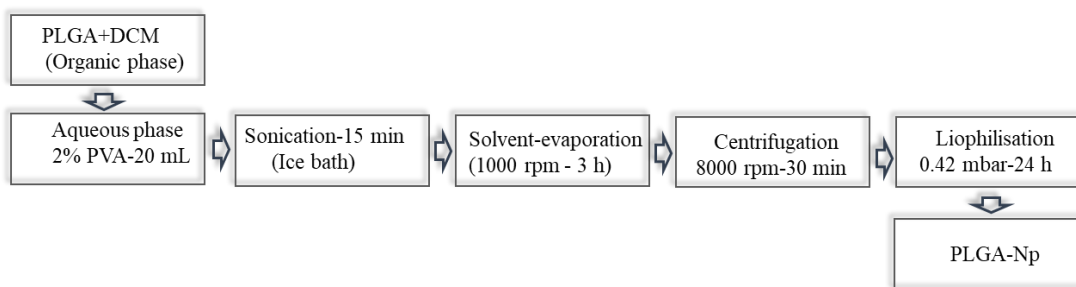 PLGA+DCM
(Organic phase)
Aqueous phase
2% PVA-20 mL
Sonication-15 min
(Ice bath)
Solvent-evaporation
(1000 rpm - 3 h)
Centrifugation
8000 rpm-30 min
Liophilisation
0.42 mbar-24 h
PLGA-Np